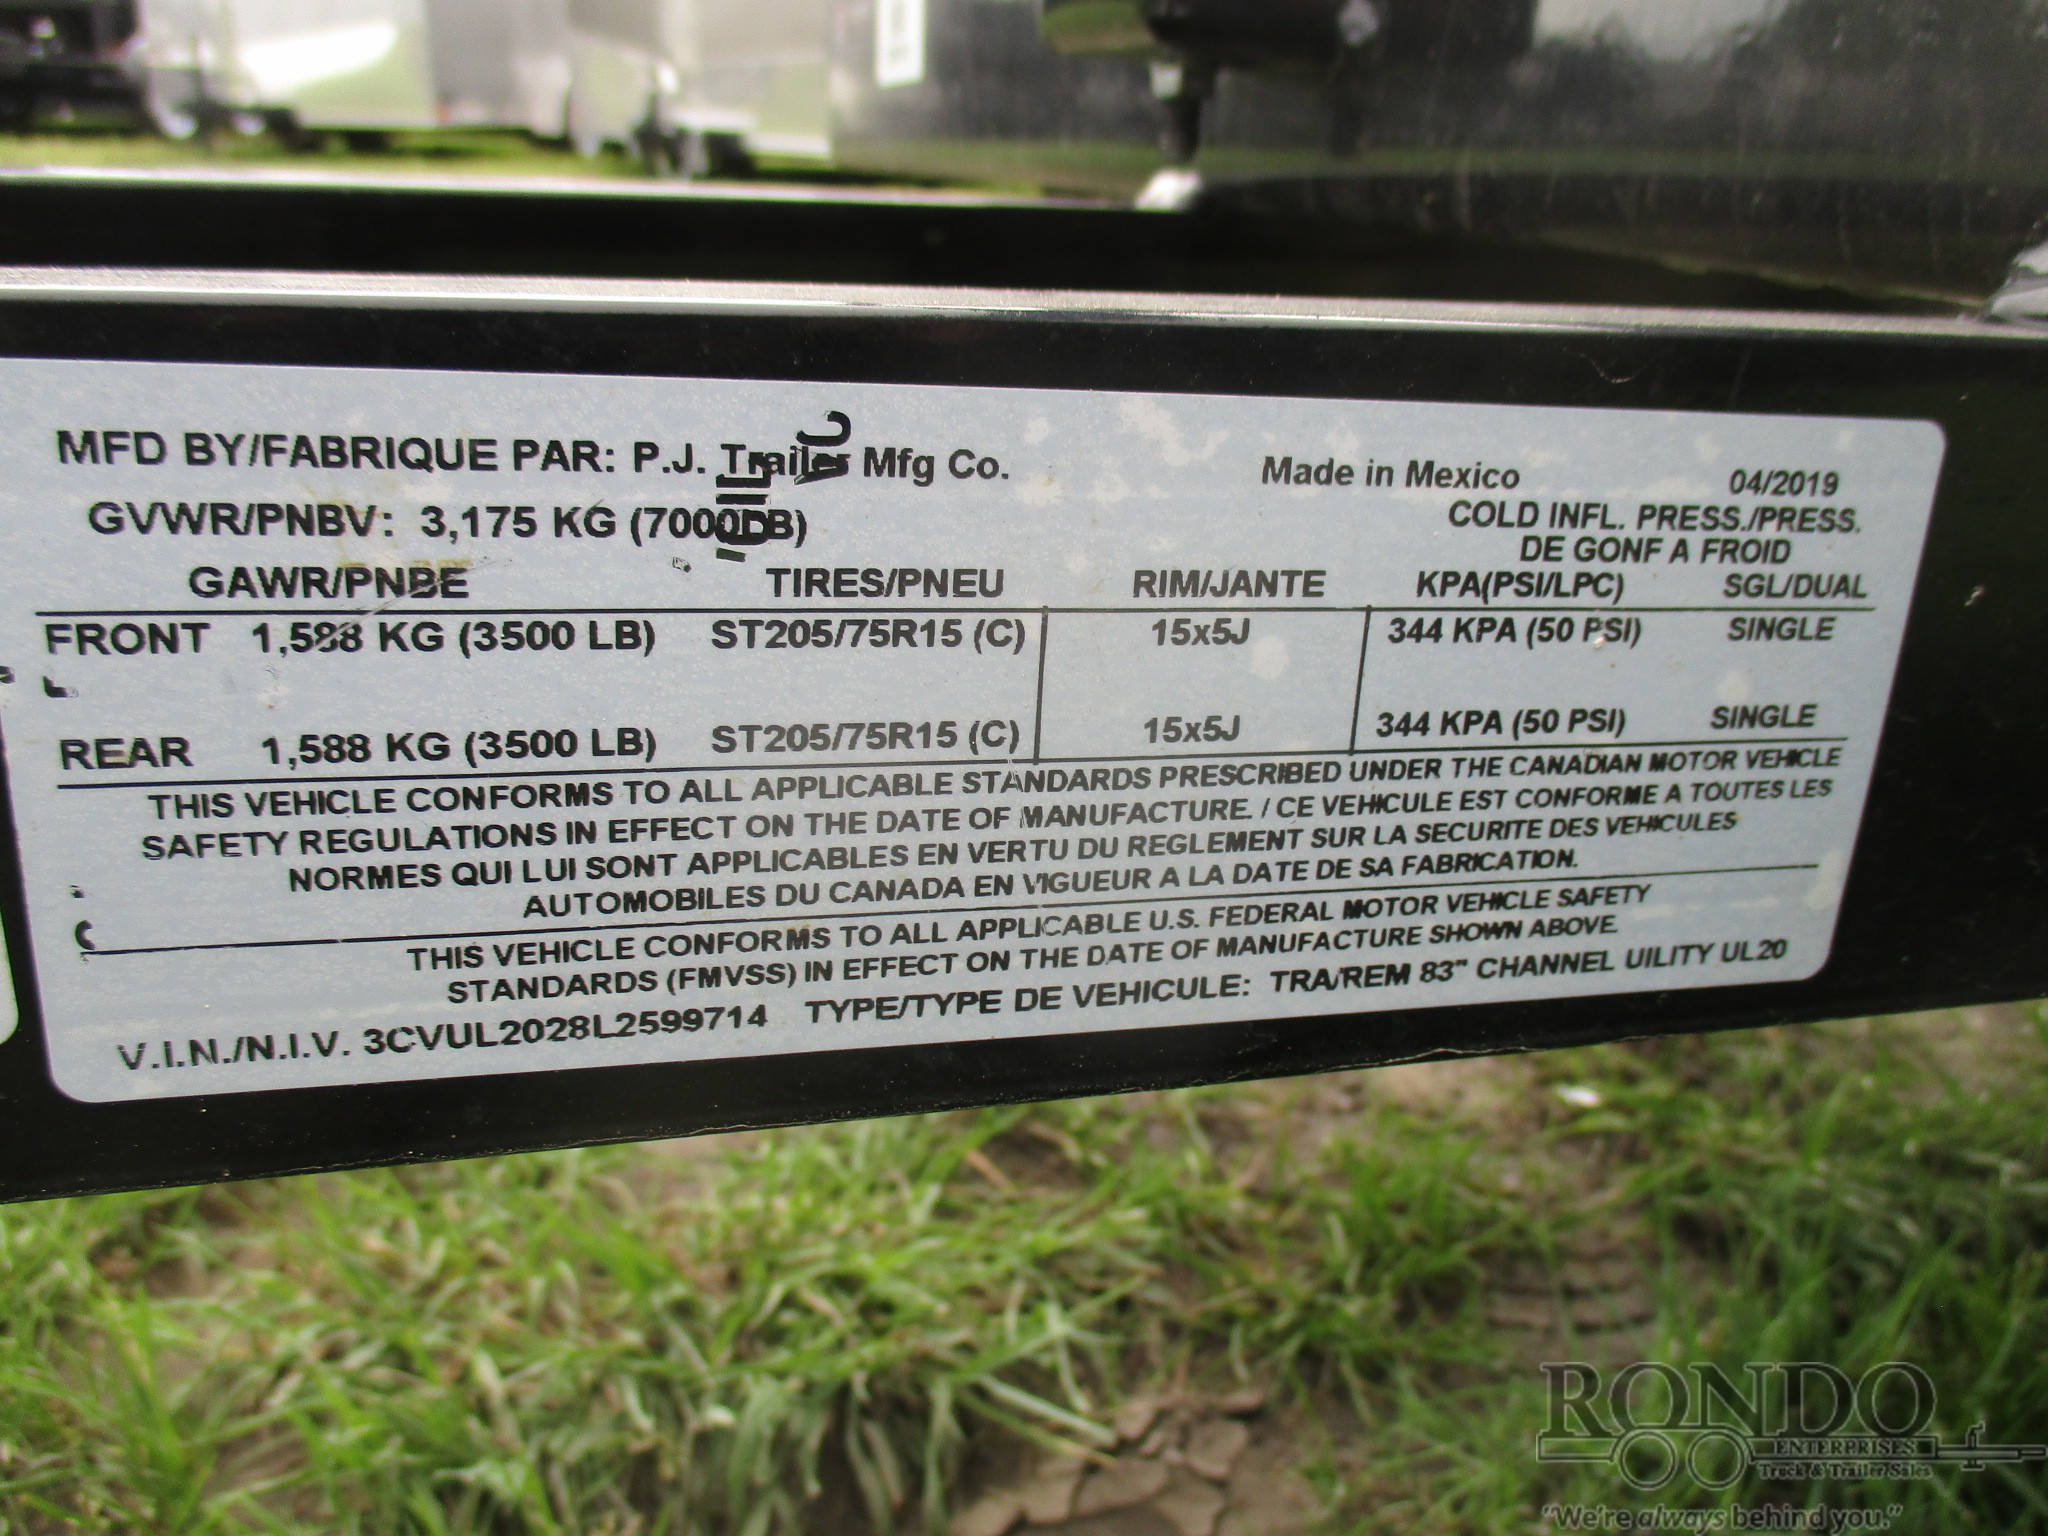 MFD BY/FABRIQUE PAR: P.J. Trailer Mfg Co. Made in Mexico 04/2019
GVWR/PNBV: 3,175 KG (7000LB) COLD INFL. PRESS./PRESS.
DE GONF A FROID
GAWR/PNBE TIRES/PNEU RIM/JANTE KPA(PSI/LPC) SGL/DUAL
FRONT 1,588 KG (3500 LB) ST205/75R15 (C) 15x5J 344 KPA (50 PSI) SINGLE
REAR 1,588 KG (3500 LB) ST205/75R15 (C) 15x5J 344 KPA (50 PSI) SINGLE
THIS VEHICLE CONFORMS TO ALL APPLICABLE STANDARDS PRESCRIBED UNDER THE CANADIAN MOTOR VEHICLE
SAFETY REGULATIONS IN EFFECT ON THE DATE OF MANUFACTURE. / CE VEHICULE EST CONFORME A TOUTES LES
NORMES QUI LUI SONT APPLICABLES EN VERTU DU REGLEMENT SUR LA SECURITE DES VEHICULES
AUTOMOBILES DU CANADA EN VIGUEUR A LA DATE DE SA FABRICATION.
THIS VEHICLE CONFORMS TO ALL APPLICABLE U.S. FEDERAL MOTOR VEHICLE SAFETY
STANDARDS (FMVSS) IN EFFECT ON THE DATE OF MANUFACTURE SHOWN ABOVE.
V.I.N./N.I.V. 3CVUL2028L2599714 TYPE/TYPE DE VEHICULE: TRA/REM 83" CHANNEL UILITY UL20
RONDO
ENTERPRISES
Truck & Trailer Sales
"We're always behind you."